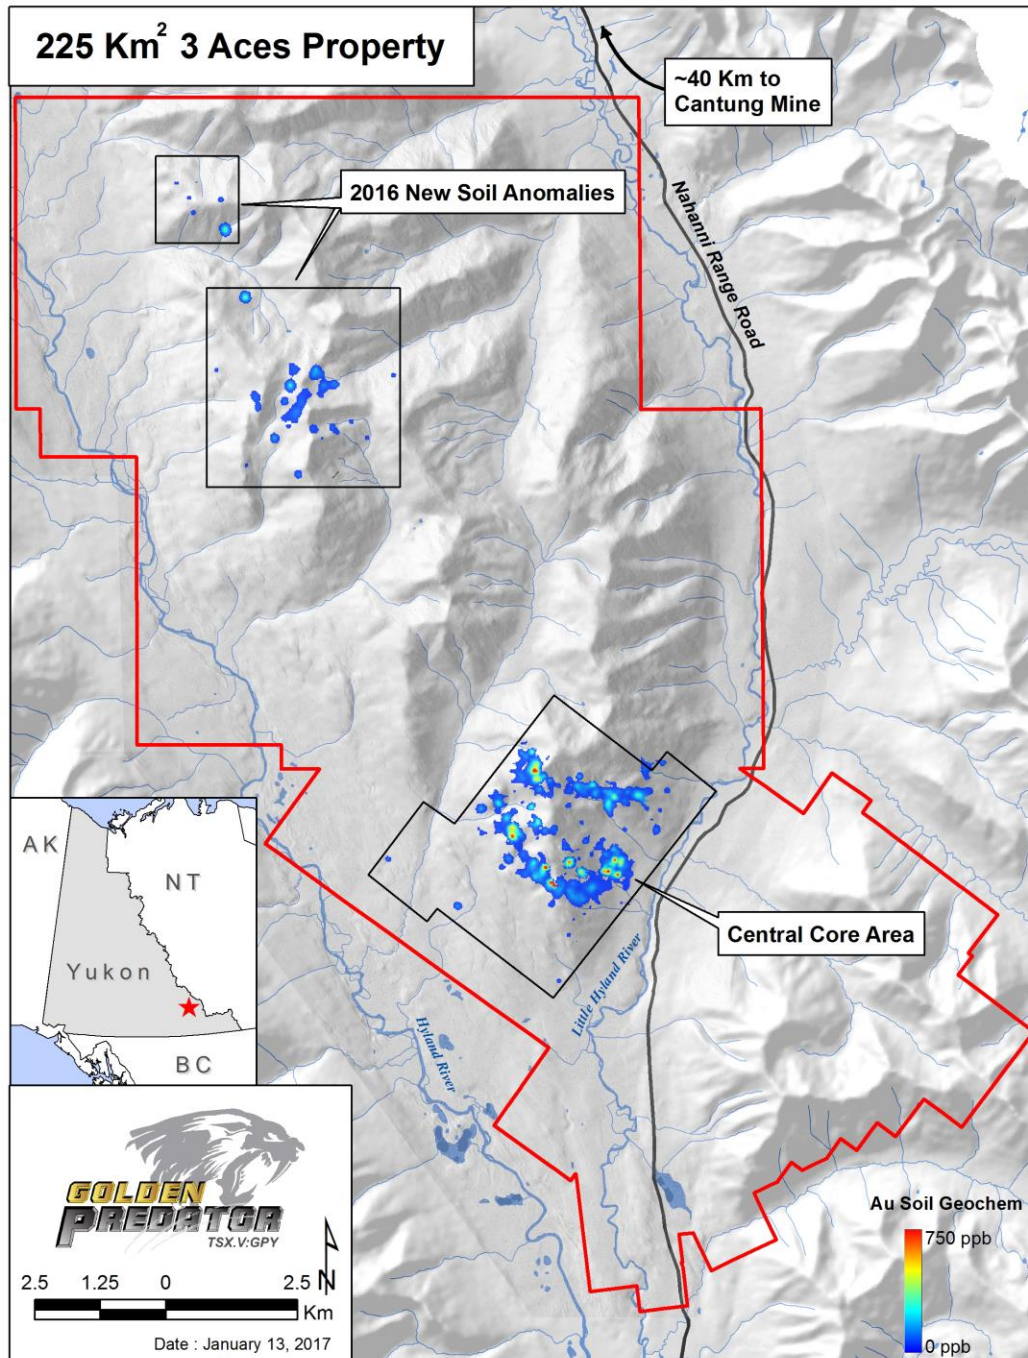 225 Km² 3 Aces Property
~40 Km to
Cantung Mine
2016 New Soil Anomalies
Nahanni Range Road
Central Core Area
Little Hyland River
Hyland River
AK
NT
Yukon
BC
GOLDEN
PREDATOR
TSX.V:GPY
2.5 1.25 0 2.5
Km
N
Date : January 13, 2017
Au Soil Geochem
750 ppb
0 ppb